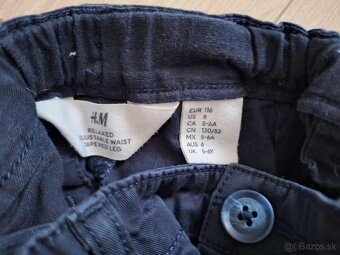 H&M
RELAXED
ADJUSTABLE WAIST
TAPERED LEG
EUR 116
US 6
CA 5-6A
CN 120/53
MX 5-6A
AUS 6
UK 5-6Y
bazos.sk